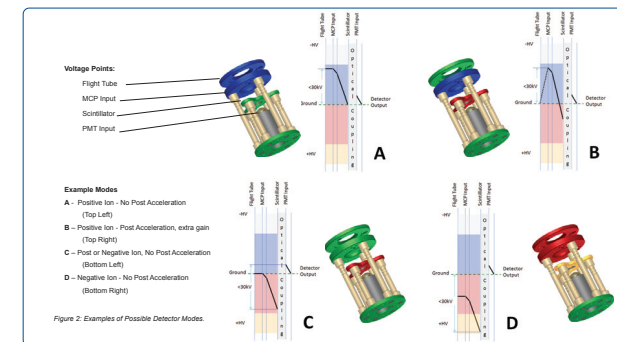 Flight Tube
MCP Input
Scintillator
PMT Input
-HV
<30kV
Ground
+HV
Optical Coupling
Detector
Output
A
Flight Tube
MCP Input
Scintillator
PMT Input
-HV
<30kV
Ground
+HV
Optical Coupling
Detector
Output
B
Voltage Points:
Flight Tube
MCP Input
Scintillator
PMT Input
Example Modes
A - Positive Ion - No Post Acceleration
(Top Left)
B – Positive Ion - Post Acceleration, extra gain
(Top Right)
C – Post or Negative Ion, No Post Acceleration
(Bottom Left)
D – Negative Ion - No Post Acceleration
(Bottom Right)
Figure 2: Examples of Possible Detector Modes.
Flight Tube
MCP Input
Scintillator
PMT Input
-HV
Ground
<30kV
+HV
Optical Coupling
Detector
Output
C
Flight Tube
MCP Input
Scintillator
PMT Input
-HV
Ground
<30kV
+HV
Optical Coupling
Detector
Output
D